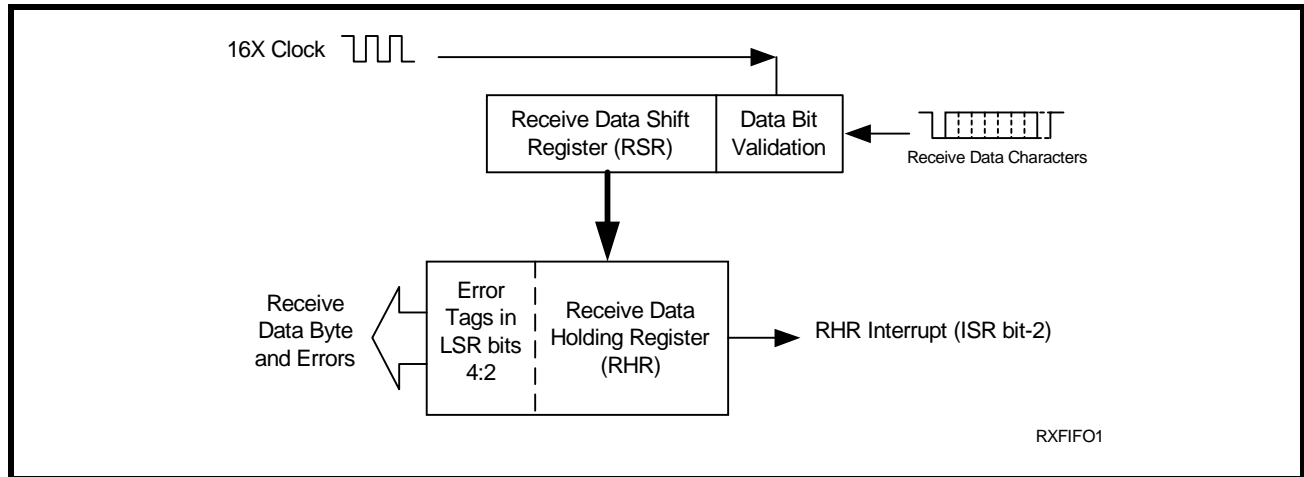 16X Clock
Receive Data Shift
Register (RSR)
Data Bit
Validation
Receive Data Characters
Receive
Data Byte
and Errors
Error
Tags in
LSR bits
4:2
Receive Data
Holding Register
(RHR)
RHR Interrupt (ISR bit-2)
RXFIFO1